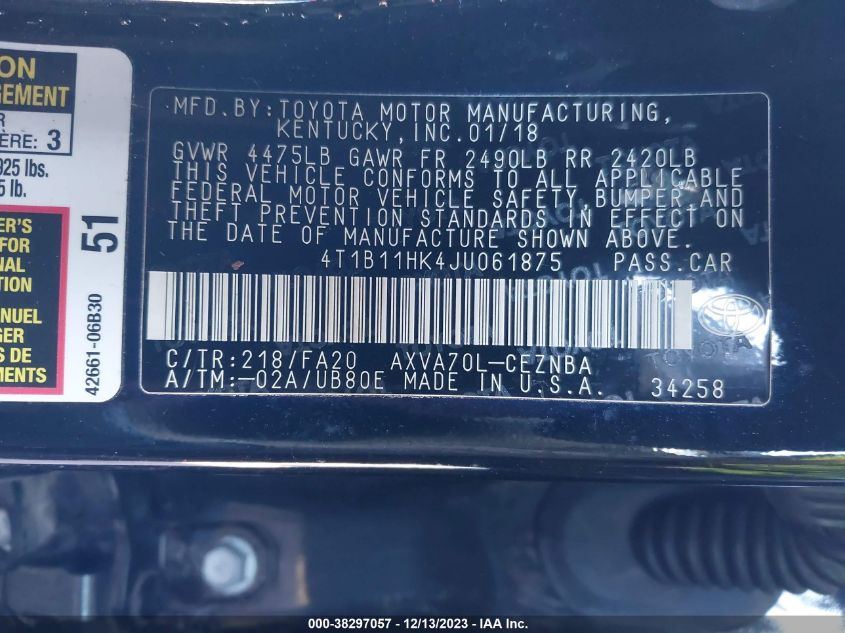 ON
GEMENT
R
ÈRE: 3
925 lbs.
5 lb.
ER'S
FOR
NAL
TION
ANUEL
GER
S DE
MENTS
42661-06B30
51
MFD.BY:TOYOTA MOTOR MANUFACTURING,
KENTUCKY,INC.01/18
GVWR 4475LB GAWR FR 2490LB RR 2420LB
THIS VEHICLE CONFORMS TO ALL APPLICABLE
FEDERAL MOTOR VEHICLE SAFETY,BUMPER AND
THEFT PREVENTION STANDARDS IN EFFECT ON
THE DATE OF MANUFACTURE SHOWN ABOVE.
4T1B11HK4JU061875 PASS.CAR
TOYOTA
C/TR:218/FA20 AXVA70L-CEZNBA
A/TM:-02A/UB80E MADE IN U.S.A. 34258
000-38297057 - 12/13/2023 - IAA Inc.